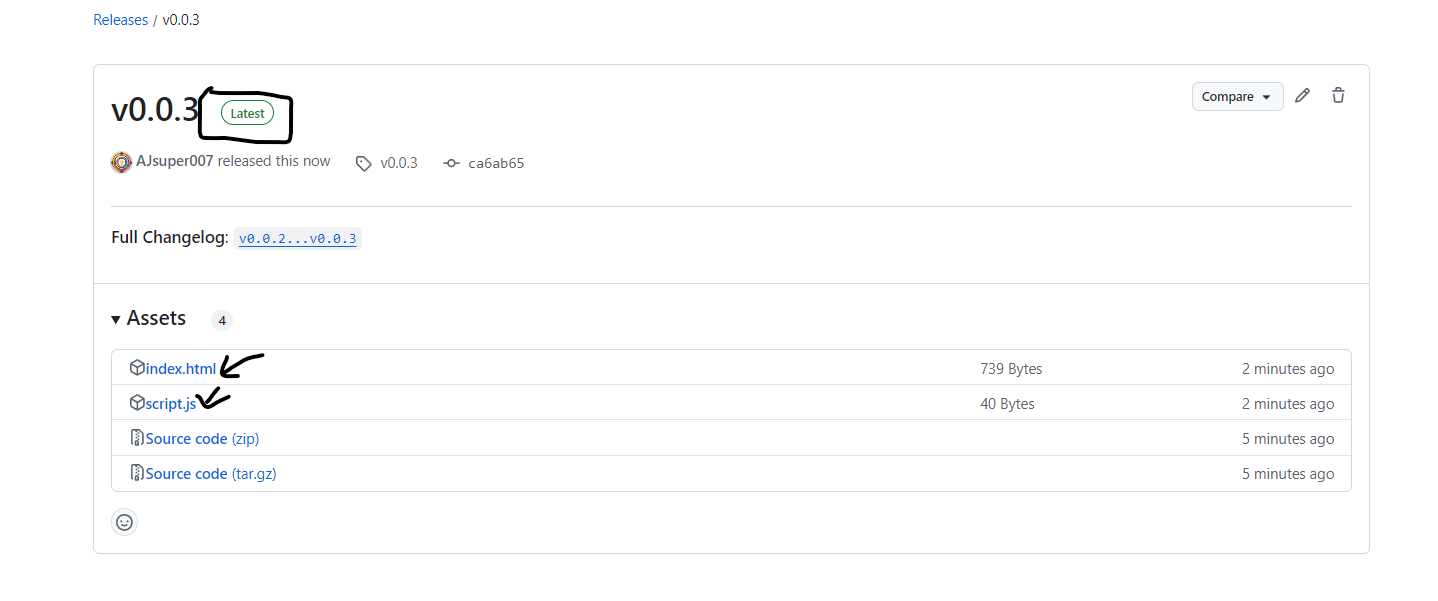 Releases / v0.0.3
v0.0.3 Latest
Compare
AJsuper007 released this now v0.0.3 ca6ab65
Full Changelog: v0.0.2...v0.0.3
Assets 4
index.html 739 Bytes 2 minutes ago
script.js 40 Bytes 2 minutes ago
Source code (zip) 5 minutes ago
Source code (tar.gz) 5 minutes ago